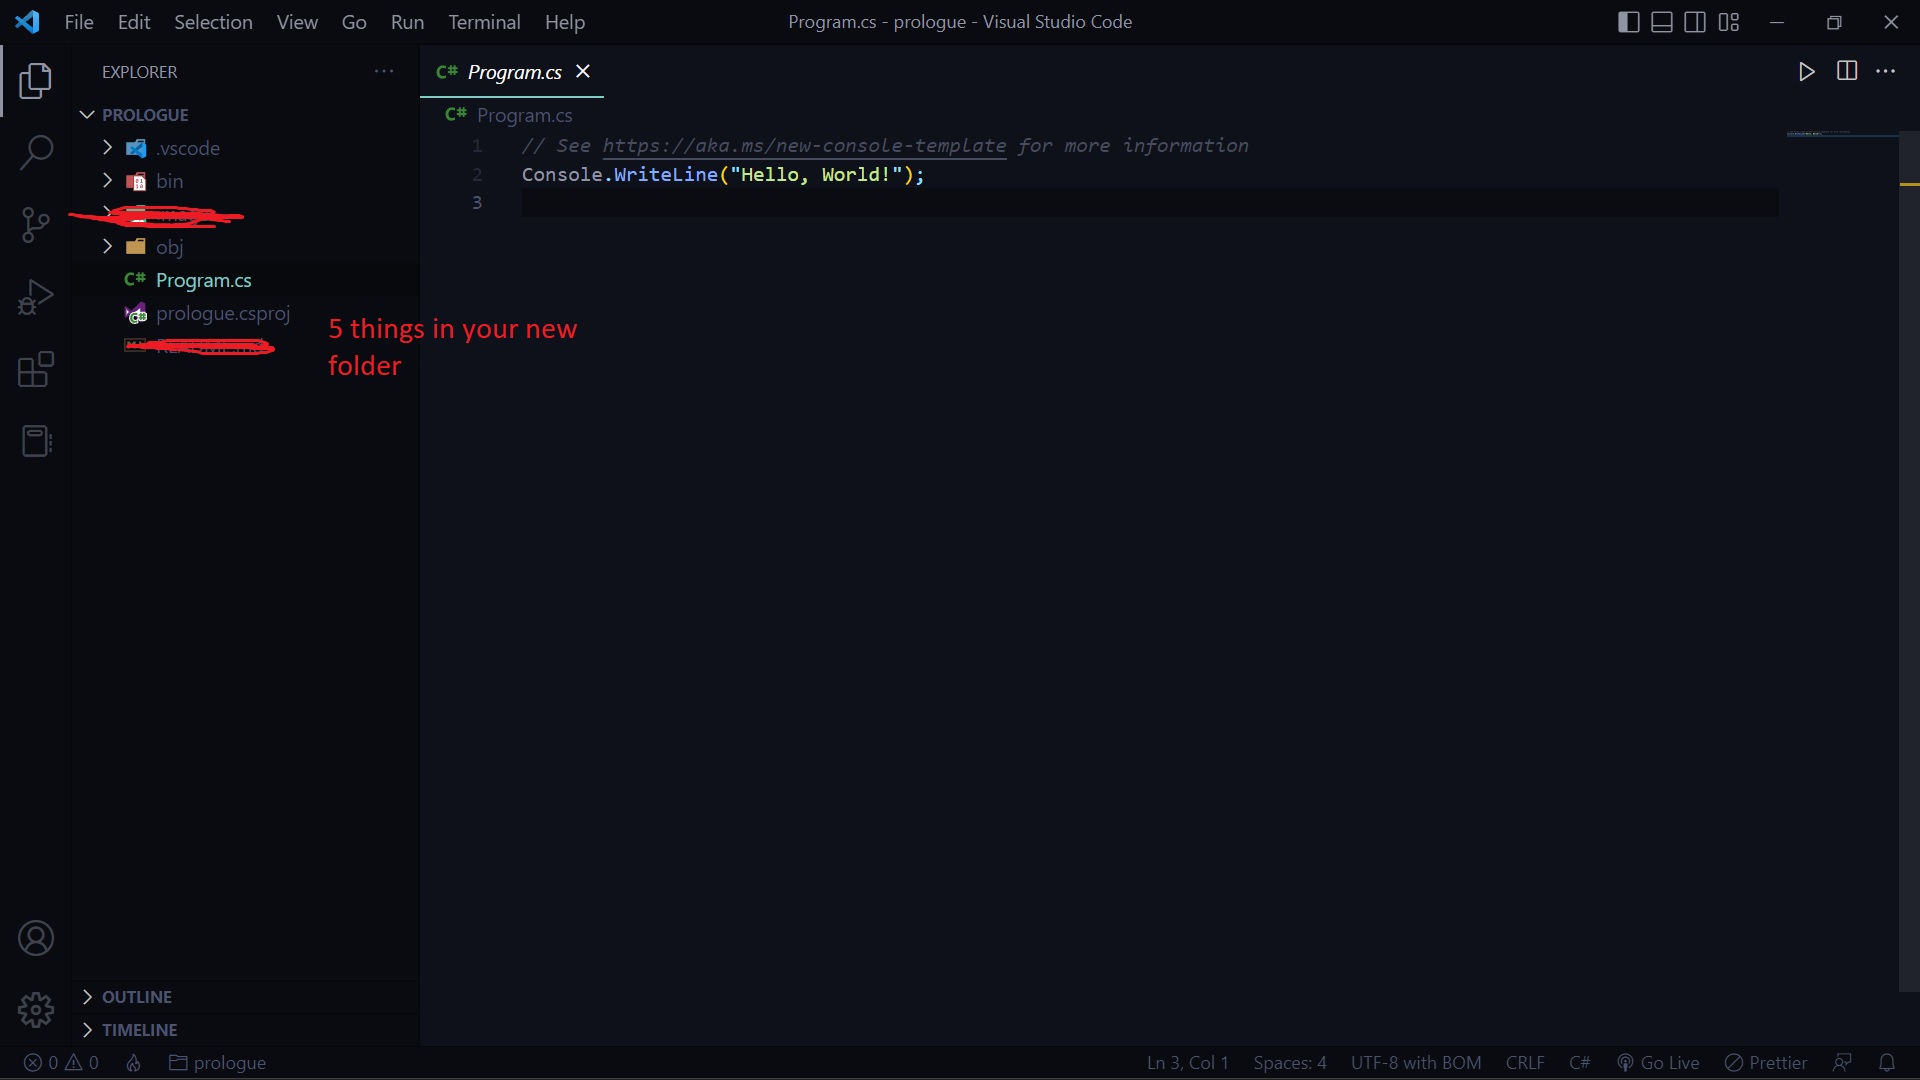 File Edit Selection View Go Run Terminal Help
Program.cs - prologue - Visual Studio Code
EXPLORER
PROLOGUE
.vscode
bin
obj
C# Program.cs
prologue.csproj
5 things in your new
folder
OUTLINE
TIMELINE
C# Program.cs
C# Program.cs
1 // See https://aka.ms/new-console-template for more information
2 Console.WriteLine("Hello, World!");
3
0 0 prologue
Ln 3, Col 1 Spaces: 4 UTF-8 with BOM CRLF C# Go Live Prettier